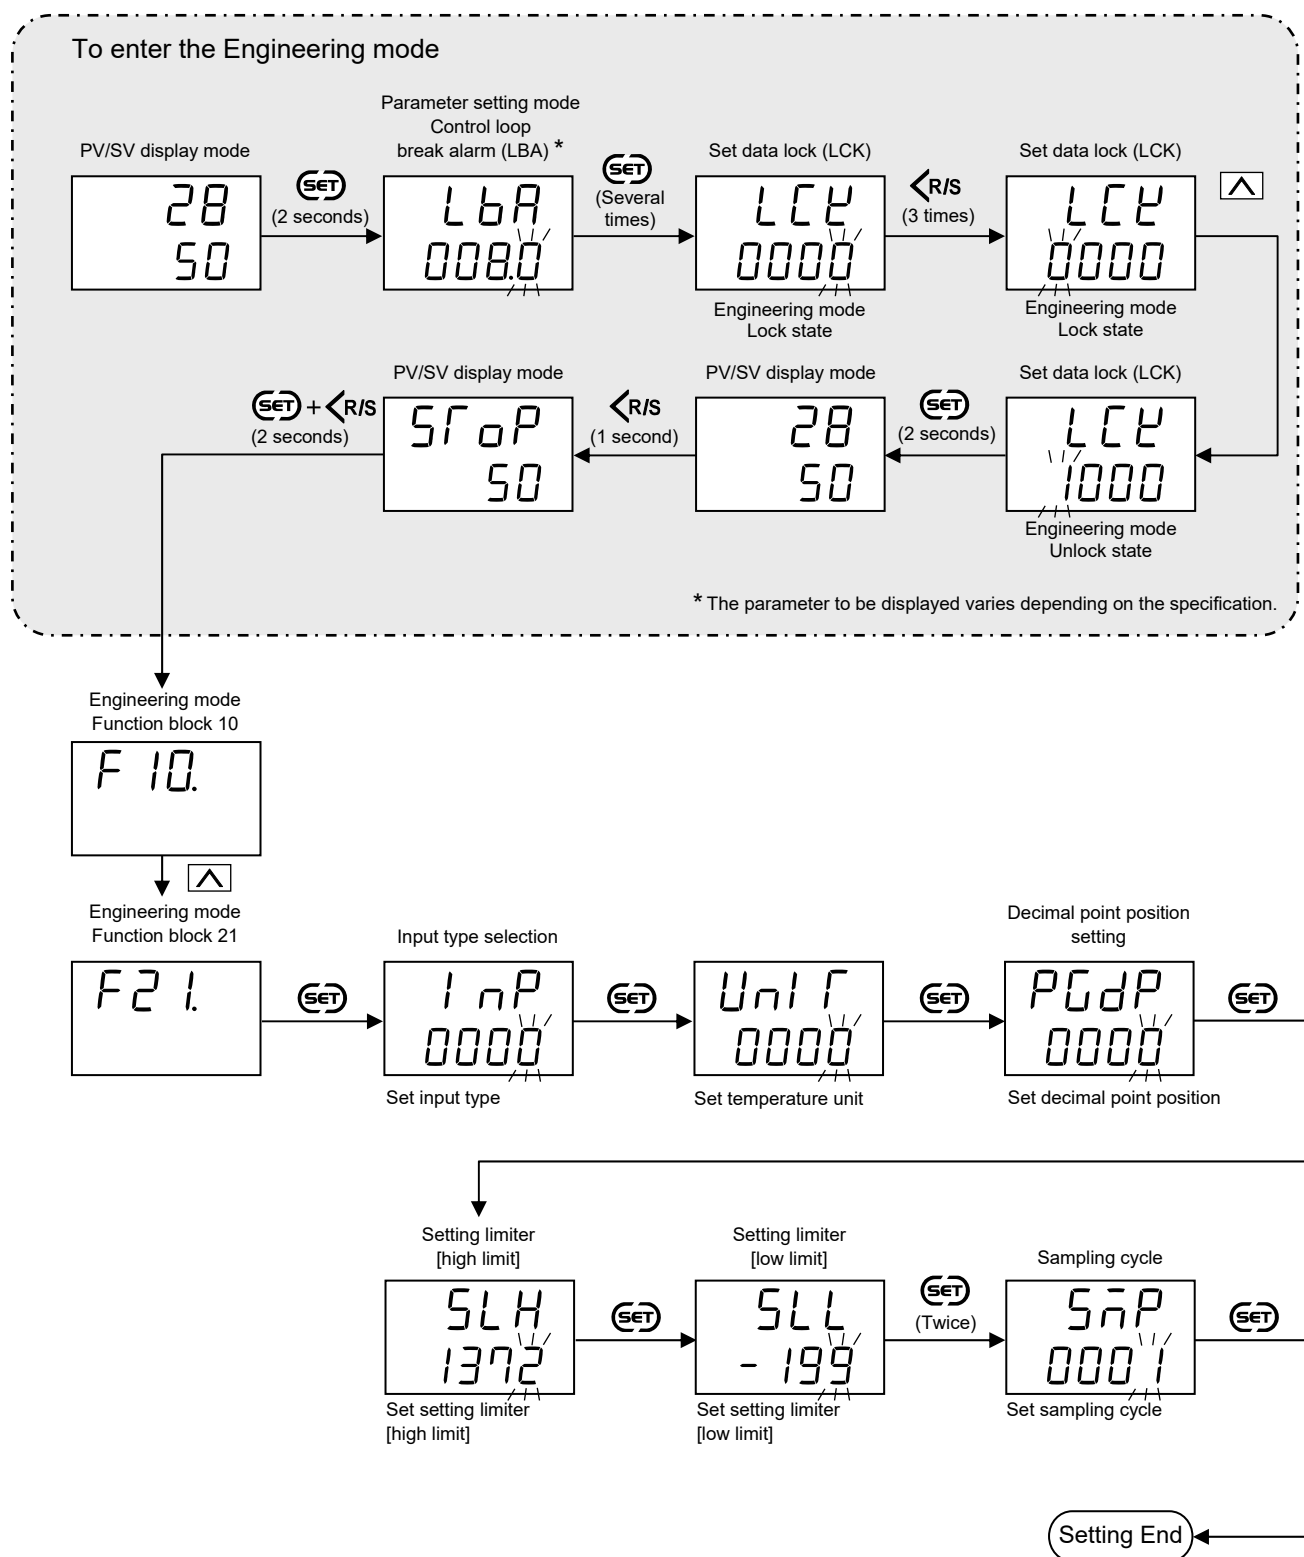 To enter the Engineering mode
Parameter setting mode
Control loop
break alarm (LBA) *
PV/SV display mode
28
50
SET
(2 seconds)
LbA
008.0
SET
(Several
times)
Set data lock (LCK)
LCK
0000
Engineering mode
Lock state
R/S
(3 times)
Set data lock (LCK)
LCK
0000
Engineering mode
Lock state
Set data lock (LCK)
LCK
1000
Engineering mode
Unlock state
SET
(2 seconds)
PV/SV display mode
28
50
R/S
(1 second)
PV/SV display mode
SToP
50
SET + R/S
(2 seconds)
* The parameter to be displayed varies depending on the specification.
Engineering mode
Function block 10
F 10.
Engineering mode
Function block 21
F21.
SET
Input type selection
InP
0000
Set input type
SET
UnIT
0000
Set temperature unit
SET
Decimal point position
setting
PGdP
0000
Set decimal point position
SET
Setting limiter
[high limit]
SLH
1372
Set setting limiter
[high limit]
SET
Setting limiter
[low limit]
SLL
-199
Set setting limiter
[low limit]
SET
(Twice)
Sampling cycle
SMP
0001
Set sampling cycle
SET
Setting End